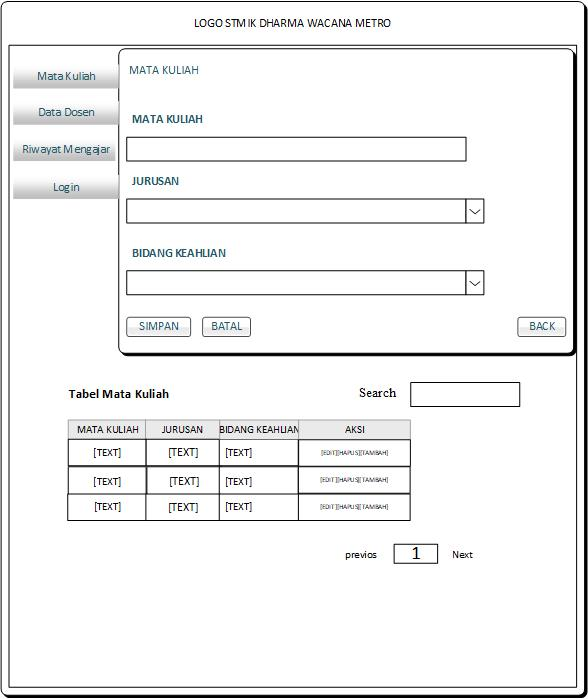 LOGO STMIK DHARMA WACANA METRO
Mata Kuliah
Data Dosen
Riwayat Mengajar
Login
MATA KULIAH
MATA KULIAH
JURUSAN
BIDANG KEAHLIAN
SIMPAN BATAL BACK
Tabel Mata Kuliah Search
MATA KULIAH JURUSAN BIDANG KEAHLIAN AKSI
[TEXT] [TEXT] [TEXT] [EDIT][HAPUS][TAMBAH]
[TEXT] [TEXT] [TEXT] [EDIT][HAPUS][TAMBAH]
[TEXT] [TEXT] [TEXT] [EDIT][HAPUS][TAMBAH]
previos 1 Next